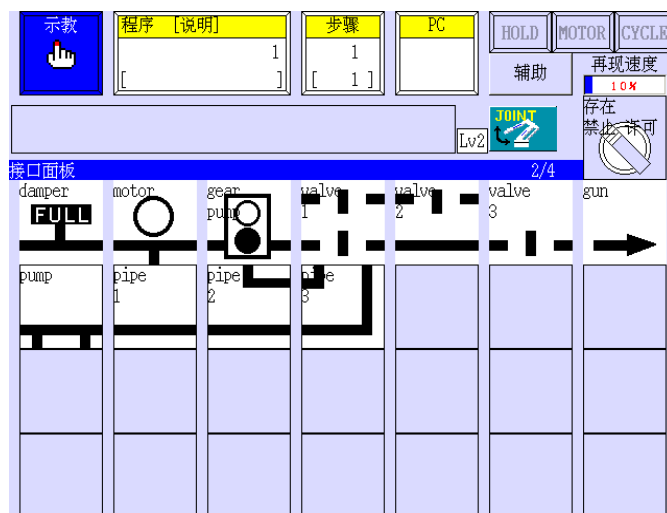 示教
程序 [说明]
1
[ ]
步骤
1
[ 1 ]
PC
HOLD
MOTOR
CYCLE
辅助
再现速度
10%
Lv2
JOINT
存在
禁止 许可
接口面板 2/4
damper
FULL
motor
gear
pump
valve
1
valve
2
valve
3
gun
pump
pipe
1
pipe
2
pipe
3